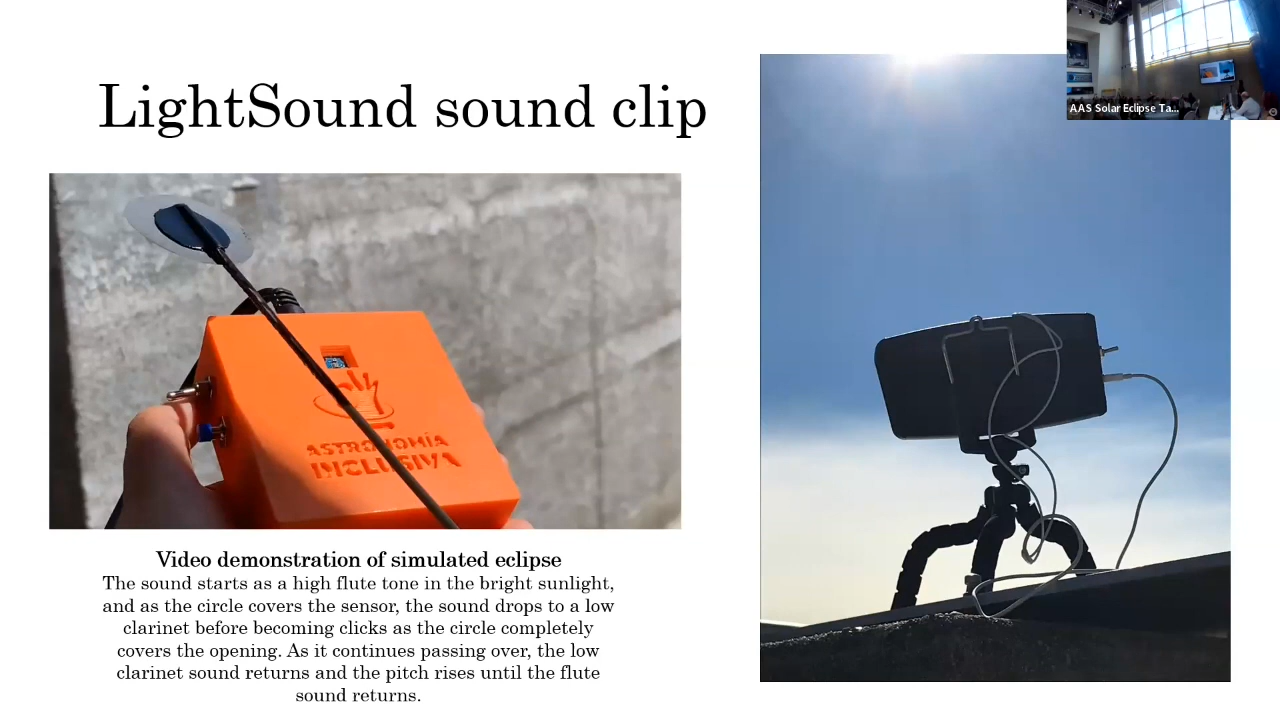 LightSound sound clip
AAS Solar Eclipse Ta...
ASTRONOMÍA
INCLUSIVA
Video demonstration of simulated eclipse
The sound starts as a high flute tone in the bright sunlight,
and as the circle covers the sensor, the sound drops to a low
clarinet before becoming clicks as the circle completely
covers the opening. As it continues passing over, the low
clarinet sound returns and the pitch rises until the flute
sound returns.